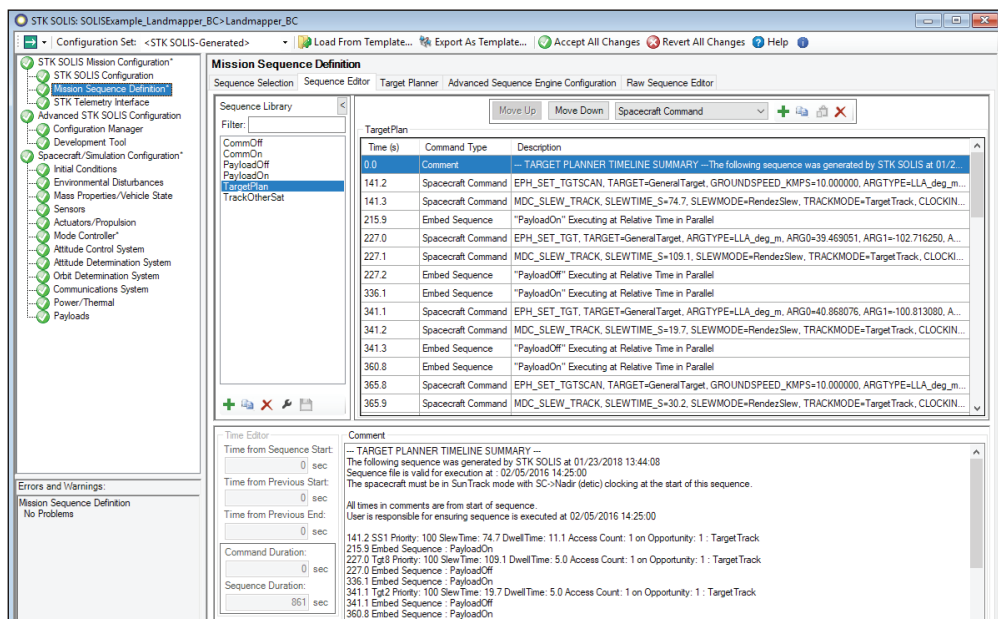 STK SOLIS: SOLISExample_Landmapper_BC>Landmapper_BC
Configuration Set: <STK SOLIS-Generated> Load From Template... Export As Template... Accept All Changes Revert All Changes Help
STK SOLIS Mission Configuration*
STK SOLIS Configuration
Mission Sequence Definition*
STK Telemetry Interface
Advanced STK SOLIS Configuration
Configuration Manager
Development Tool
Spacecraft/Simulation Configuration*
Initial Conditions
Environmental Disturbances
Mass Properties/Vehicle State
Sensors
Actuators/Propulsion
Mode Controller*
Attitude Control System
Attitude Determination System
Orbit Determination System
Communications System
Power/Thermal
Payloads
Errors and Warnings:
Mission Sequence Definition
No Problems
Mission Sequence Definition
Sequence Selection Sequence Editor Target Planner Advanced Sequence Engine Configuration Raw Sequence Editor
Sequence Library <
Filter:
CommOff
CommOn
PayloadOff
PayloadOn
TargetPlan
TrackOtherSat
Move Up Move Down Spacecraft Command
TargetPlan
Time (s) Command Type Description
0.0 Comment --- TARGET PLANNER TIMELINE SUMMARY ---The following sequence was generated by STK SOLIS at 01/2...
141.2 Spacecraft Command EPH_SET_TGTSCAN, TARGET=GeneralTarget, GROUNDSPEED_KMPS=10.000000, ARGTYPE=LLA_deg_m...
141.3 Spacecraft Command MDC_SLEW_TRACK, SLEWTIME_S=74.7, SLEWMODE=RendezSlew, TRACKMODE=TargetTrack, CLOCKIN...
215.9 Embed Sequence "PayloadOn" Executing at Relative Time in Parallel
227.0 Spacecraft Command EPH_SET_TGT, TARGET=GeneralTarget, ARGTYPE=LLA_deg_m, ARG0=39.469051, ARG1=-102.716250, A...
227.1 Spacecraft Command MDC_SLEW_TRACK, SLEWTIME_S=109.1, SLEWMODE=RendezSlew, TRACKMODE=TargetTrack, CLOCKI...
227.2 Embed Sequence "PayloadOff" Executing at Relative Time in Parallel
336.1 Embed Sequence "PayloadOn" Executing at Relative Time in Parallel
341.1 Spacecraft Command EPH_SET_TGT, TARGET=GeneralTarget, ARGTYPE=LLA_deg_m, ARG0=40.868076, ARG1=-100.813080, A...
341.2 Spacecraft Command MDC_SLEW_TRACK, SLEWTIME_S=19.7, SLEWMODE=RendezSlew, TRACKMODE=TargetTrack, CLOCKIN...
341.3 Embed Sequence "PayloadOff" Executing at Relative Time in Parallel
360.8 Embed Sequence "PayloadOn" Executing at Relative Time in Parallel
365.8 Spacecraft Command EPH_SET_TGTSCAN, TARGET=GeneralTarget, GROUNDSPEED_KMPS=10.000000, ARGTYPE=LLA_deg_m...
365.9 Spacecraft Command MDC_SLEW_TRACK, SLEWTIME_S=30.2, SLEWMODE=RendezSlew, TRACKMODE=TargetTrack, CLOCKIN...
Time Editor
Time from Sequence Start:
0 sec
Time from Previous Start:
0 sec
Time from Previous End:
0 sec
Command Duration:
0 sec
Sequence Duration:
861 sec
Comment
--- TARGET PLANNER TIMELINE SUMMARY ---
The following sequence was generated by STK SOLIS at 01/23/2018 13:44:08
Sequence file is valid for execution at : 02/05/2016 14:25:00
The spacecraft must be in SunTrack mode with SC->Nadir (detic) clocking at the start of this sequence.
All times in comments are from start of sequence.
User is responsible for ensuring sequence is executed at 02/05/2016 14:25:00
141.2 SS1 Priority: 100 SlewTime: 74.7 DwellTime: 11.1 Access Count: 1 on Opportunity: 1 : TargetTrack
215.9 Embed Sequence : PayloadOn
227.0 Tgt8 Priority: 100 SlewTime: 109.1 DwellTime: 5.0 Access Count: 1 on Opportunity: 1 : TargetTrack
227.0 Embed Sequence : PayloadOff
336.1 Embed Sequence : PayloadOn
341.1 Tgt2 Priority: 100 SlewTime: 19.7 DwellTime: 5.0 Access Count: 1 on Opportunity: 1 : TargetTrack
341.1 Embed Sequence : PayloadOff
360.8 Embed Sequence : PayloadOn